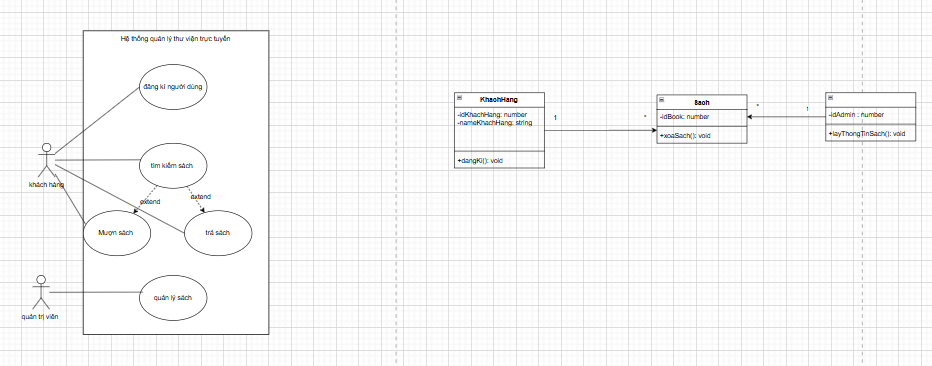 Hệ thống quản lý thư viện trực tuyến
đăng kí người dùng
tìm kiếm sách
khách hàng
extend
extend
Mượn sách
trả sách
quản lý sách
quản trị viên
KhachHang
-idKhachHang: number
-nameKhachHang: string
+dangKi(): void
1
*
Sach
-idBook: number
+xoaSach(): void
*
1
-idAdmin : number
+layThongTinSach(): void